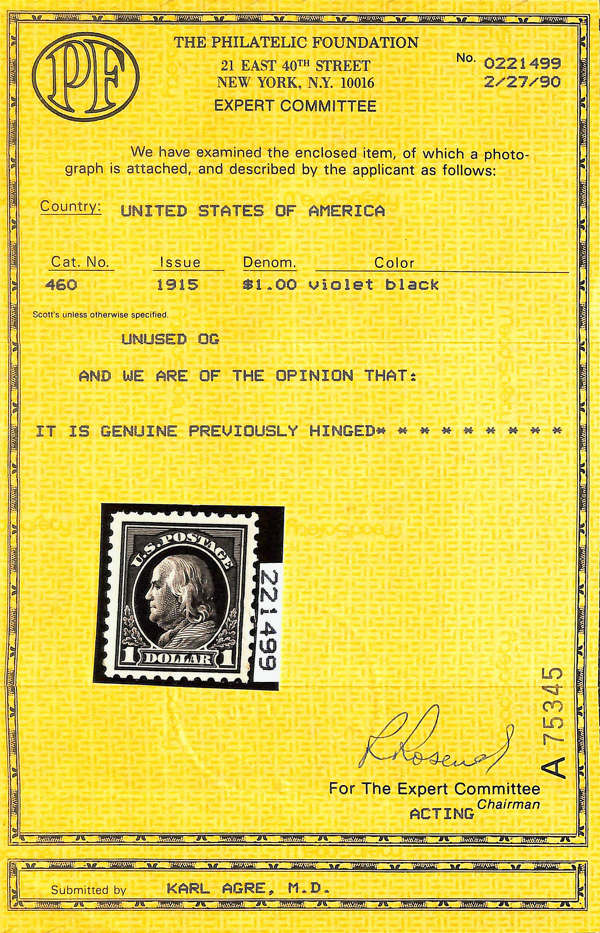 PF
THE PHILATELIC FOUNDATION
21 EAST 40TH STREET
NEW YORK, N.Y. 10016
EXPERT COMMITTEE
No. 0221499
2/27/90
We have examined the enclosed item, of which a photo-
graph is attached, and described by the applicant as follows:
Country: UNITED STATES OF AMERICA
Cat. No. Issue Denom. Color
460 1915 $1.00 violet black
Scott's unless otherwise specified.
UNUSED OG
AND WE ARE OF THE OPINION THAT:
IT IS GENUINE PREVIOUSLY HINGED* * * * * * * * *
U.S. POSTAGE
1 DOLLAR 1
221499
A 75345
R Rosen
For The Expert Committee
Chairman
ACTING
Submitted by KARL AGRE, M.D.